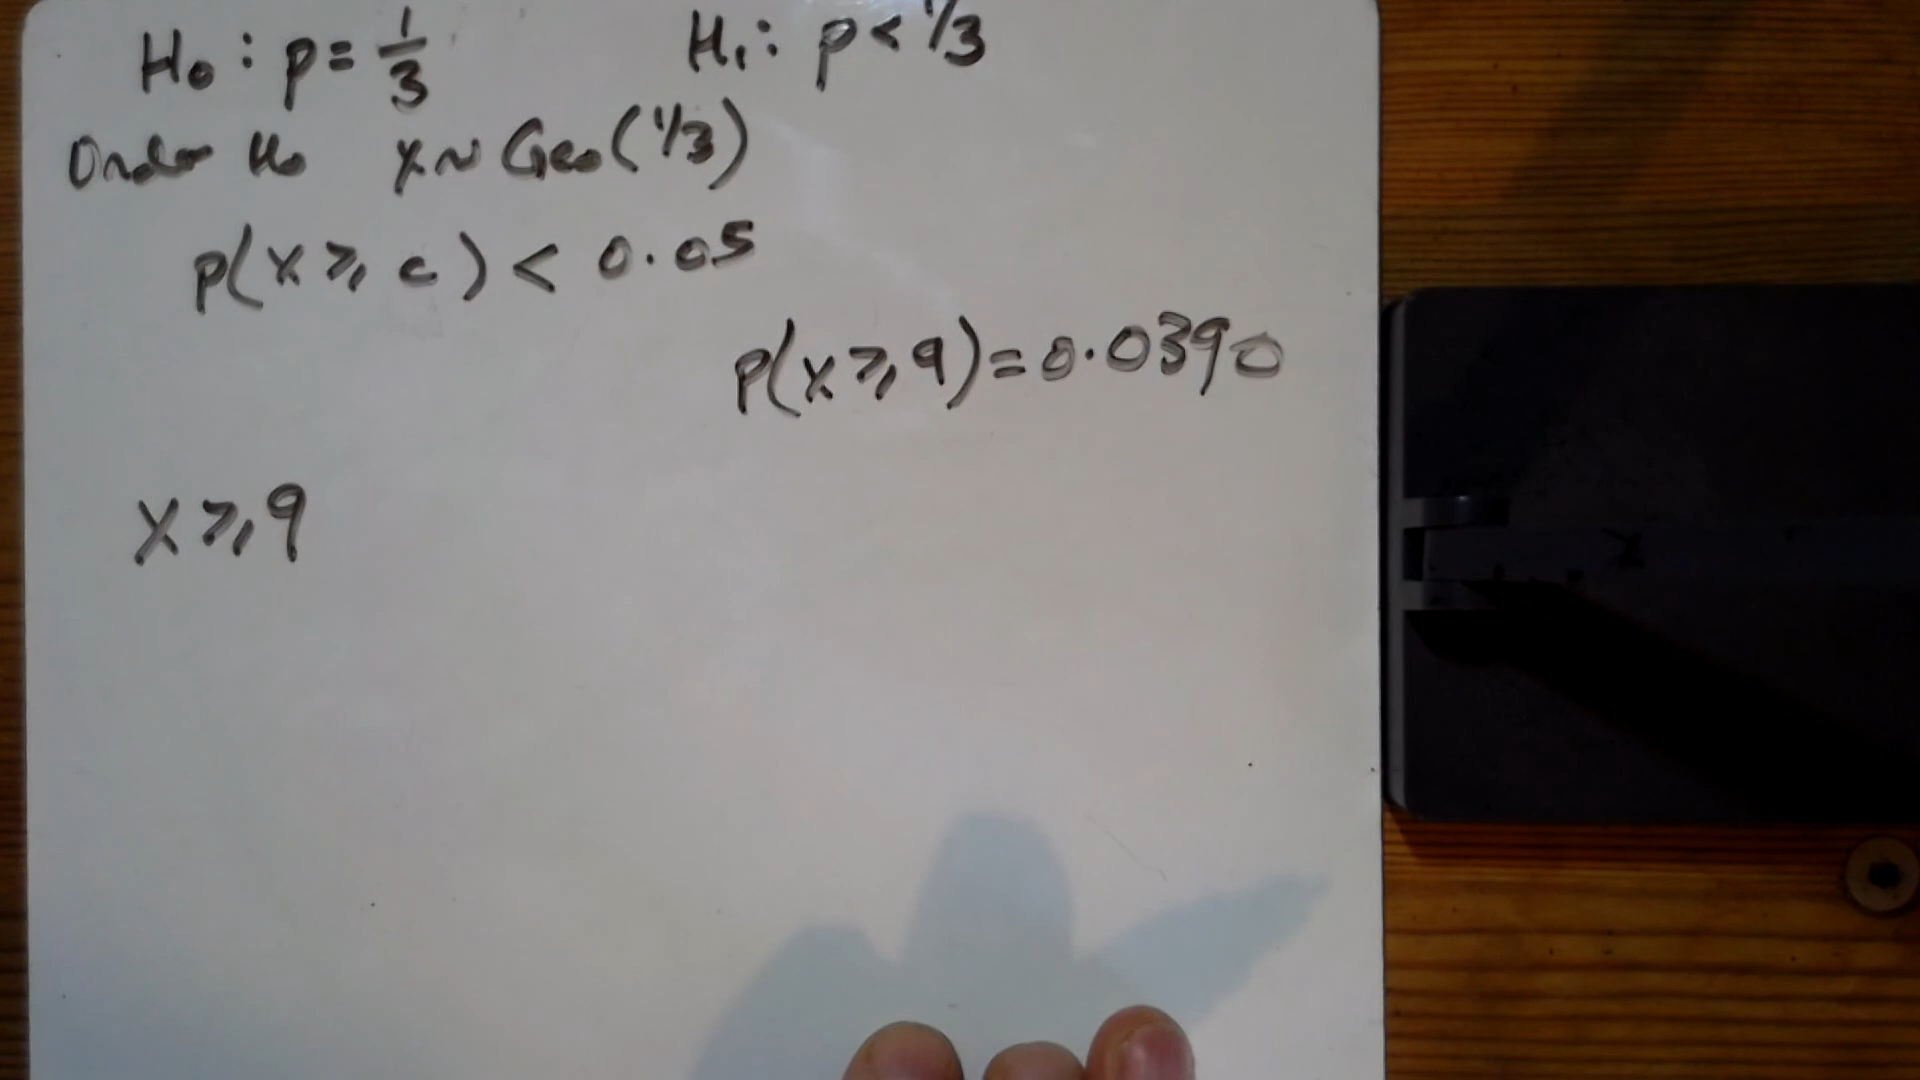 H₀ : p = 1/3 H₁ : p < 1/3
Under H₀ X ~ Geo(1/3)
P(X ⩾ c) < 0.05
P(X ⩾ 9) = 0.0390
X ⩾ 9